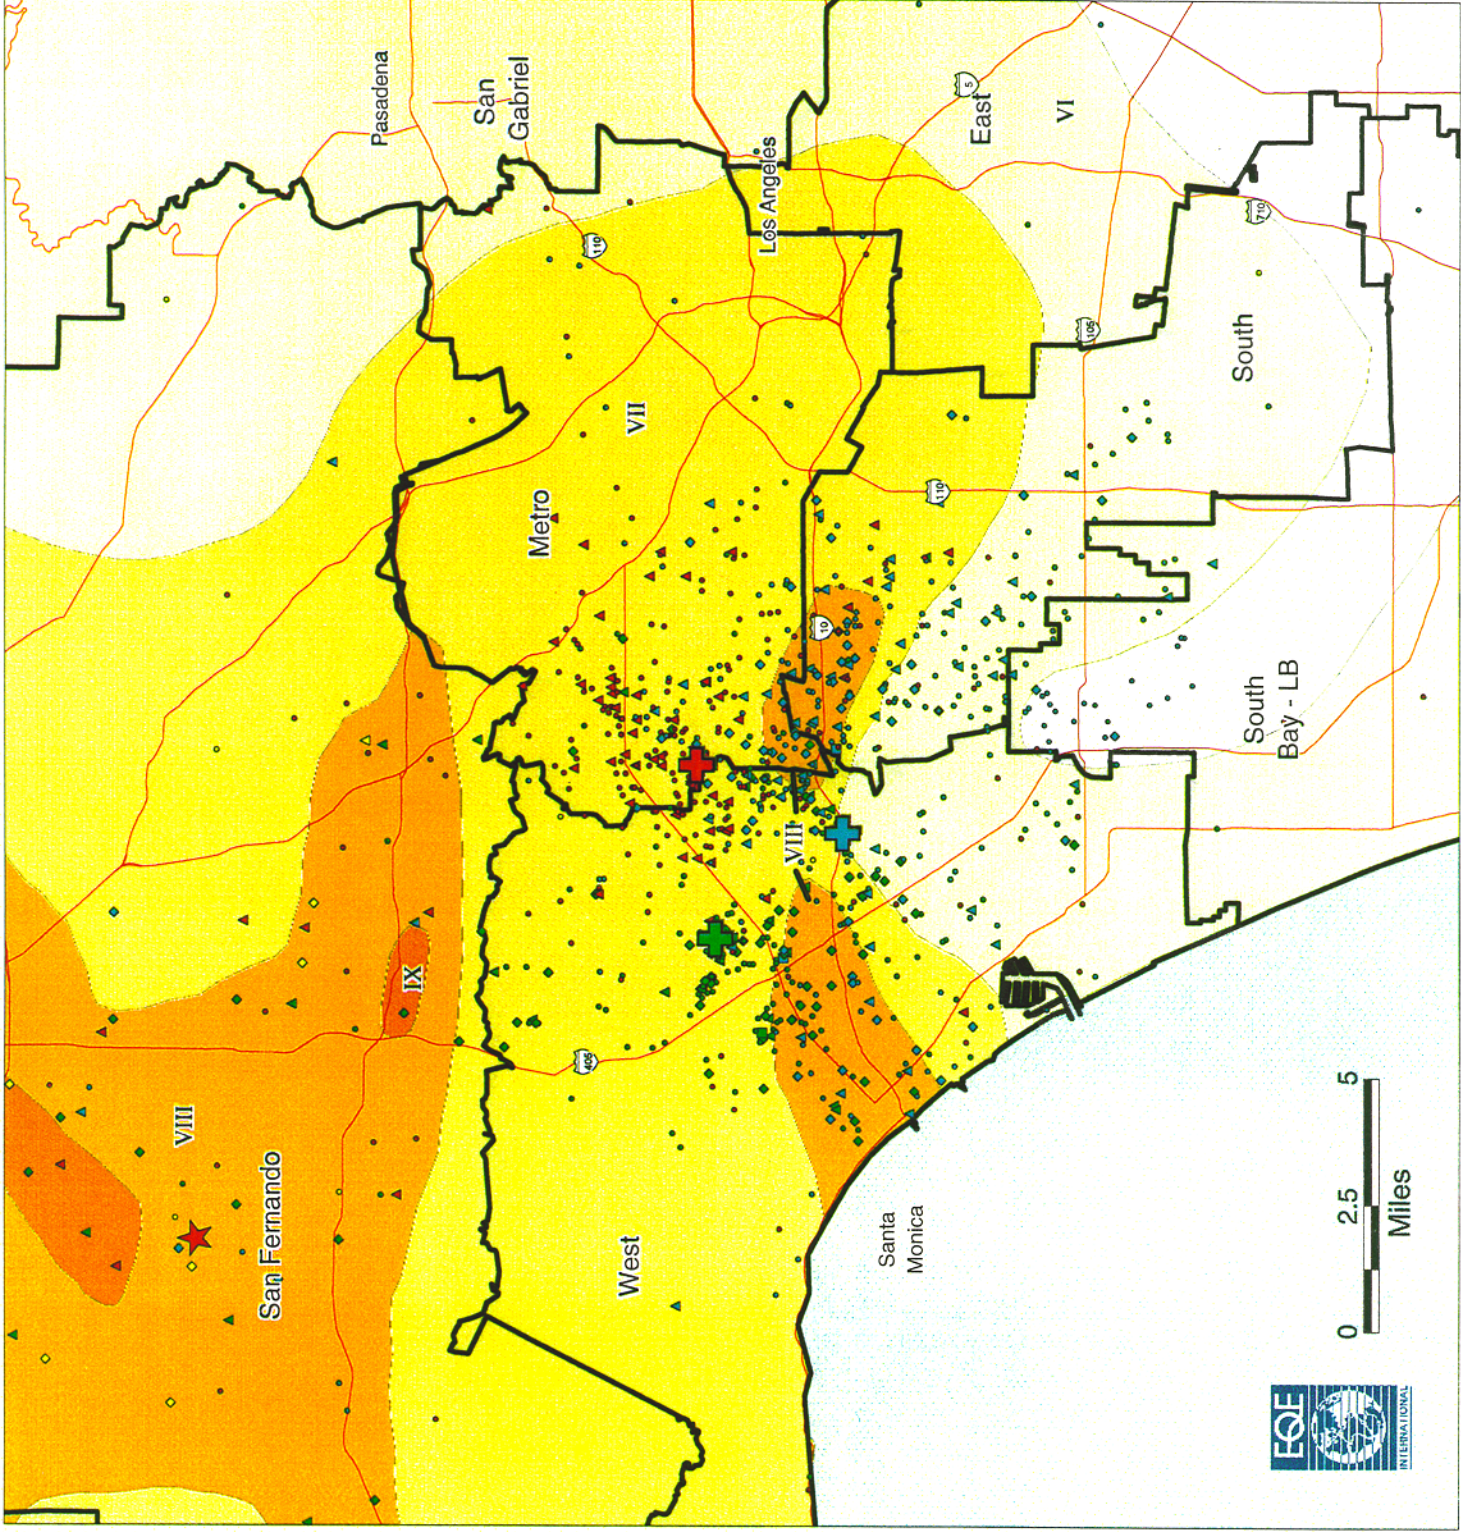 Pasadena
San
Gabriel
Los Angeles
East
5
VI
110
VII
Metro
105
710
South
110
10
South
Bay - LB
VIII
IX
405
VIII
San Fernando
West
Santa
Monica
0 2.5 5
Miles
EQE
INTERNATIONAL